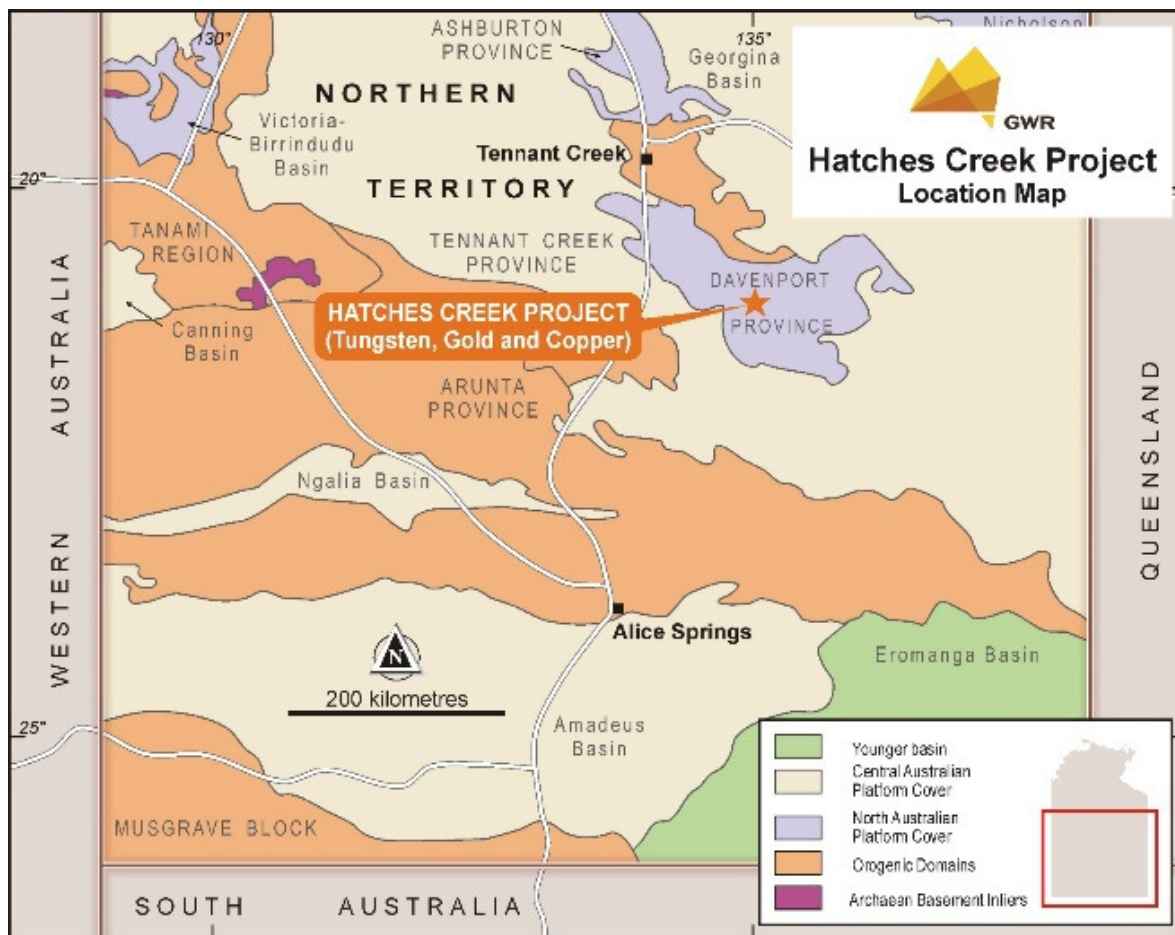 130°
ASHBURTON
PROVINCE
135°
Nicholson
Georgina
Basin
GWR
Hatches Creek Project
Location Map
NORTHERN
TERRITORY
Victoria-
Birrindudu
Basin
Tennant Creek
20°
TANAMI
REGION
TENNANT CREEK
PROVINCE
DAVENPORT
PROVINCE
HATCHES CREEK PROJECT
(Tungsten, Gold and Copper)
Canning
Basin
ARUNTA
PROVINCE
Ngalia Basin
WESTERN AUSTRALIA
QUEENSLAND
Alice Springs
Eromanga Basin
N
200 kilometres
25°
Amadeus
Basin
MUSGRAVE BLOCK
SOUTH AUSTRALIA
Younger basin
Central Australian
Platform Cover
North Australian
Platform Cover
Orogenic Domains
Archaean Basement Inliers